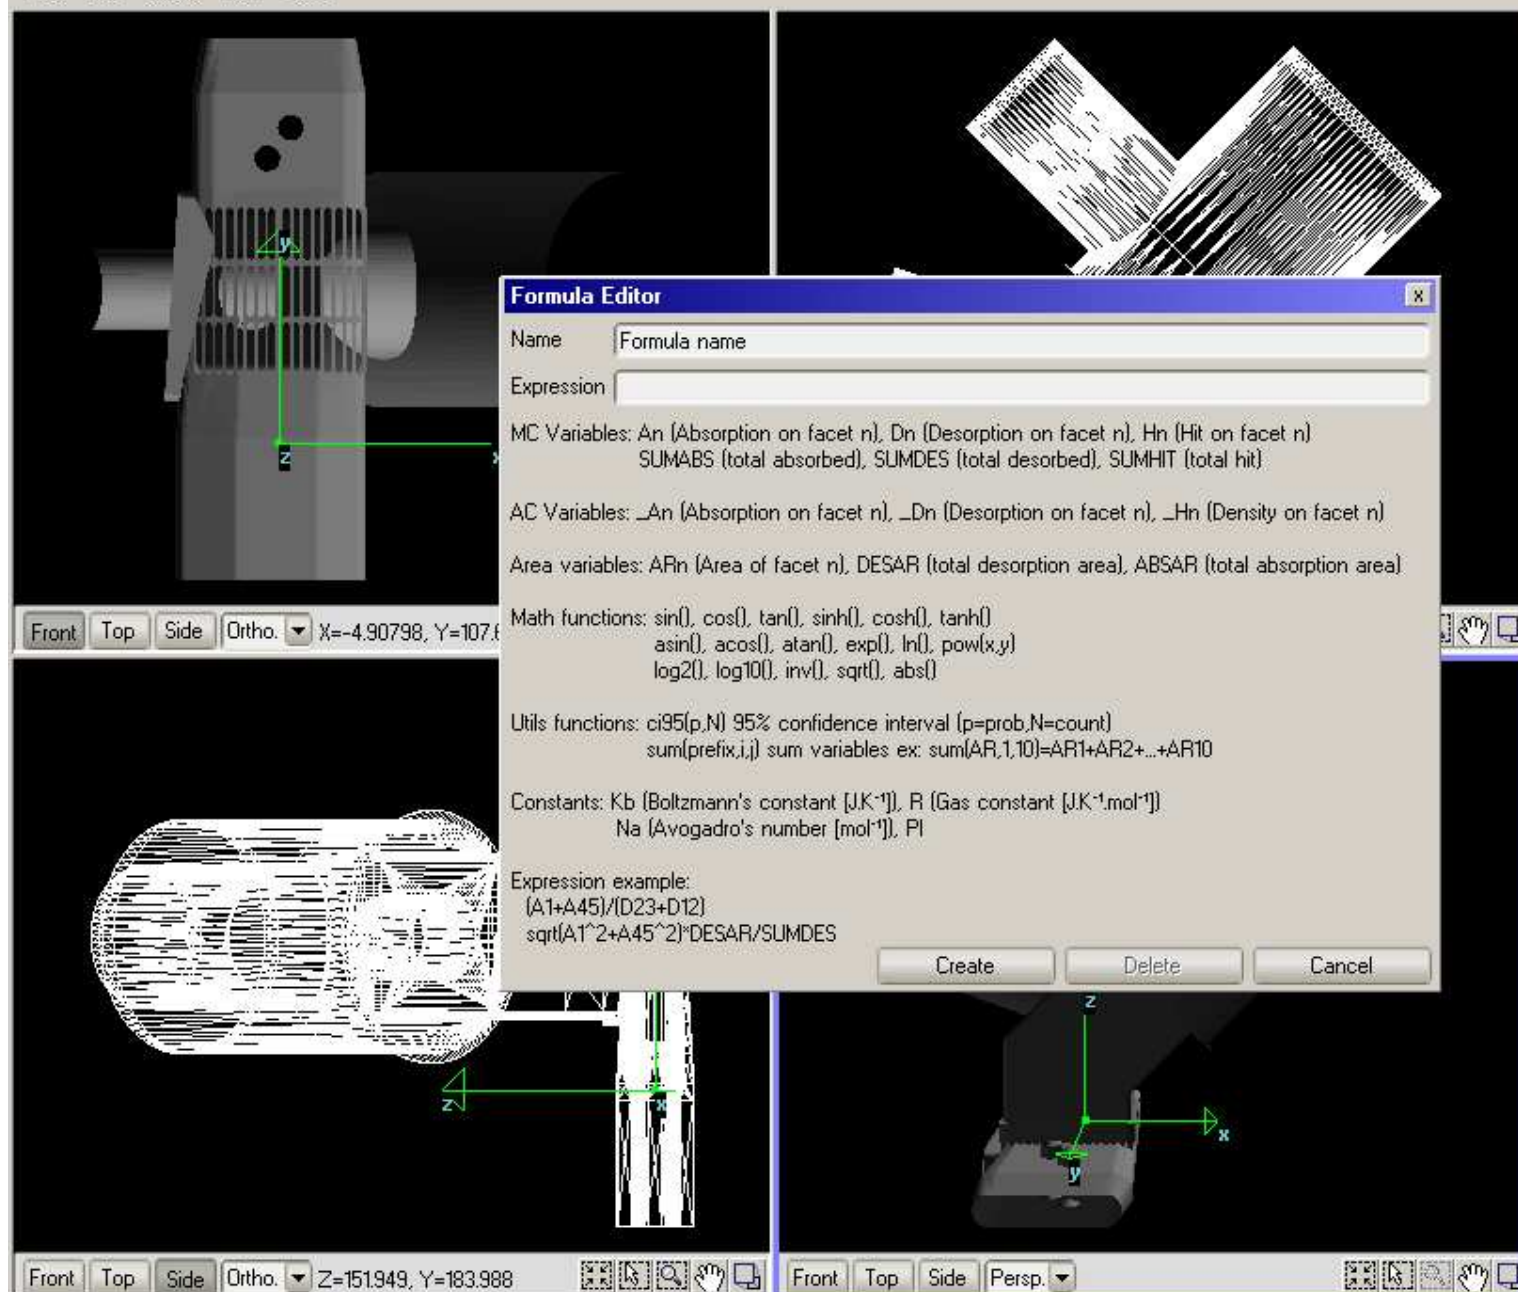 y
z
x
Front Top Side Ortho. X=-4.90798, Y=107.6
Formula Editor x
Name Formula name
Expression
MC Variables: An (Absorption on facet n), Dn (Desorption on facet n), Hn (Hit on facet n)
SUMABS (total absorbed), SUMDES (total desorbed), SUMHIT (total hit)
AC Variables: _An (Absorption on facet n), _Dn (Desorption on facet n), _Hn (Density on facet n)
Area variables: ARn (Area of facet n), DESAR (total desorption area), ABSAR (total absorption area)
Math functions: sin(), cos(), tan(), sinh(), cosh(), tanh()
asin(), acos(), atan(), exp(), ln(), pow(x,y)
log2(), log10(), inv(), sqrt(), abs()
Utils functions: ci95(p,N) 95% confidence interval (p=prob,N=count)
sum(prefix,i,j) sum variables ex: sum(AR,1,10)=AR1+AR2+...+AR10
Constants: Kb (Boltzmann's constant [J.K⁻¹]), R (Gas constant [J.K⁻¹.mol⁻¹])
Na (Avogadro's number [mol⁻¹]), PI
Expression example:
(A1+A45)/(D23+D12)
sqrt(A1^2+A45^2)*DESAR/SUMDES
Create Delete Cancel
z x
z
x
y
Front Top Side Ortho. Z=151.949, Y=183.988
Front Top Side Persp.